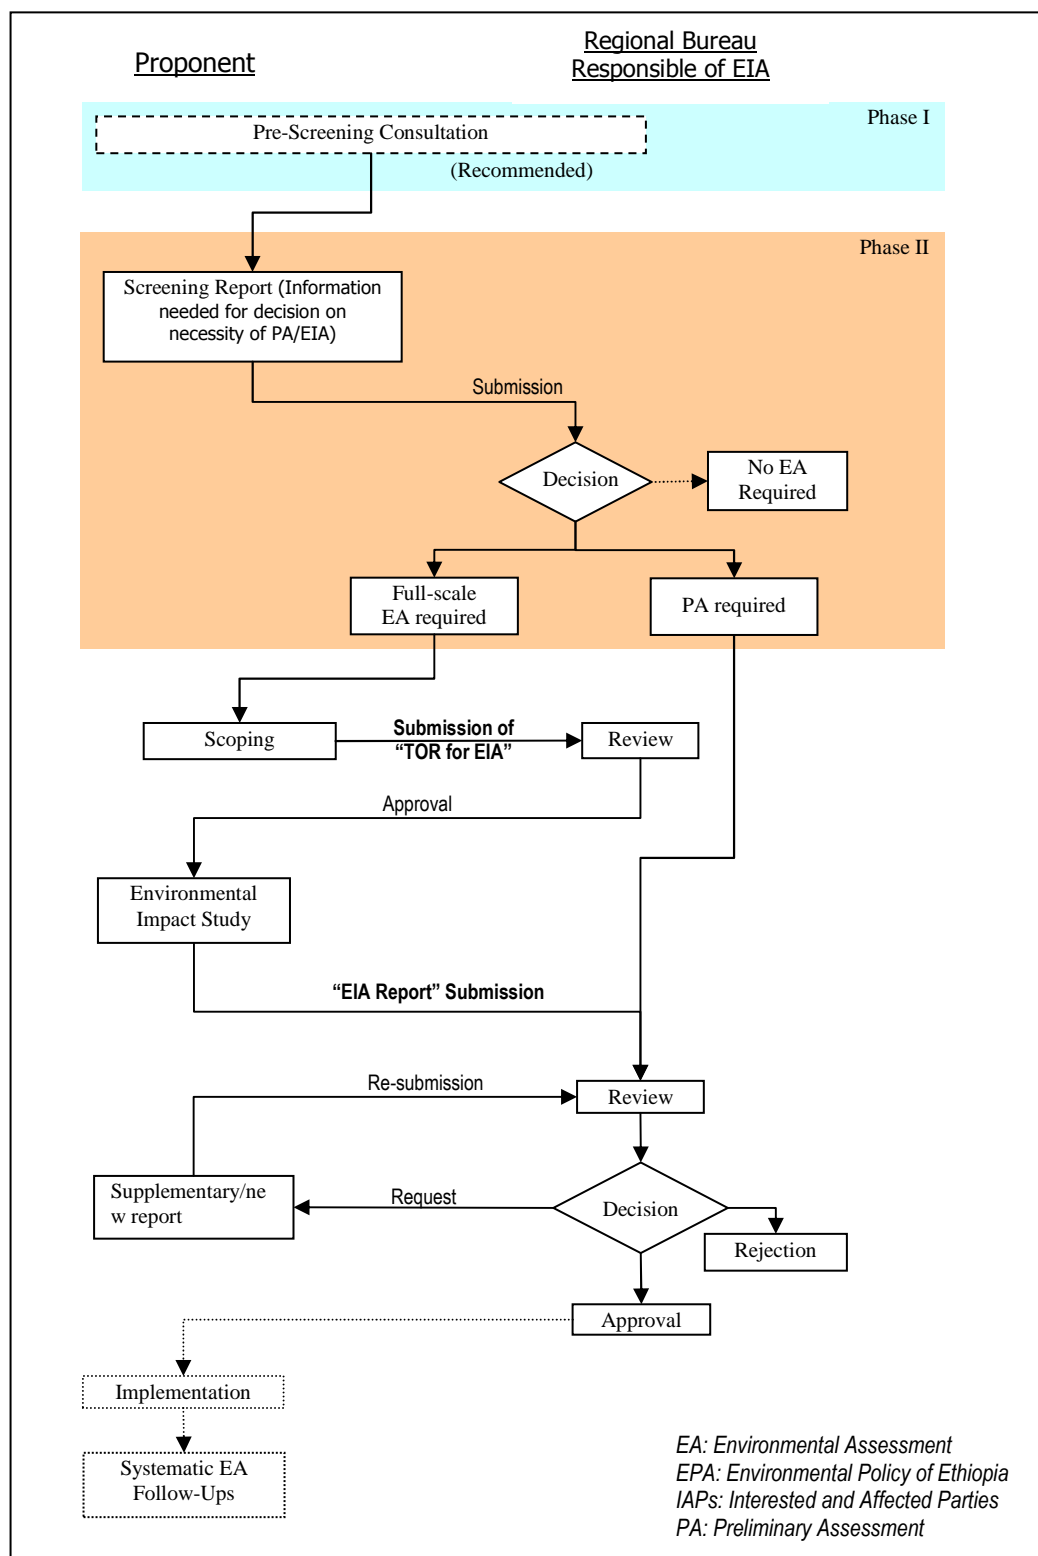 Proponent
Regional Bureau
Responsible of EIA
Phase I
Pre-Screening Consultation
(Recommended)
Phase II
Screening Report (Information
needed for decision on
necessity of PA/EIA)
Submission
Decision
No EA
Required
Full-scale
EA required
PA required
Scoping
Submission of
“TOR for EIA”
Review
Approval
Environmental
Impact Study
“EIA Report” Submission
Re-submission
Review
Supplementary/ne
w report
Request
Decision
Rejection
Approval
Implementation
Systematic EA
Follow-Ups
EA: Environmental Assessment
EPA: Environmental Policy of Ethiopia
IAPs: Interested and Affected Parties
PA: Preliminary Assessment